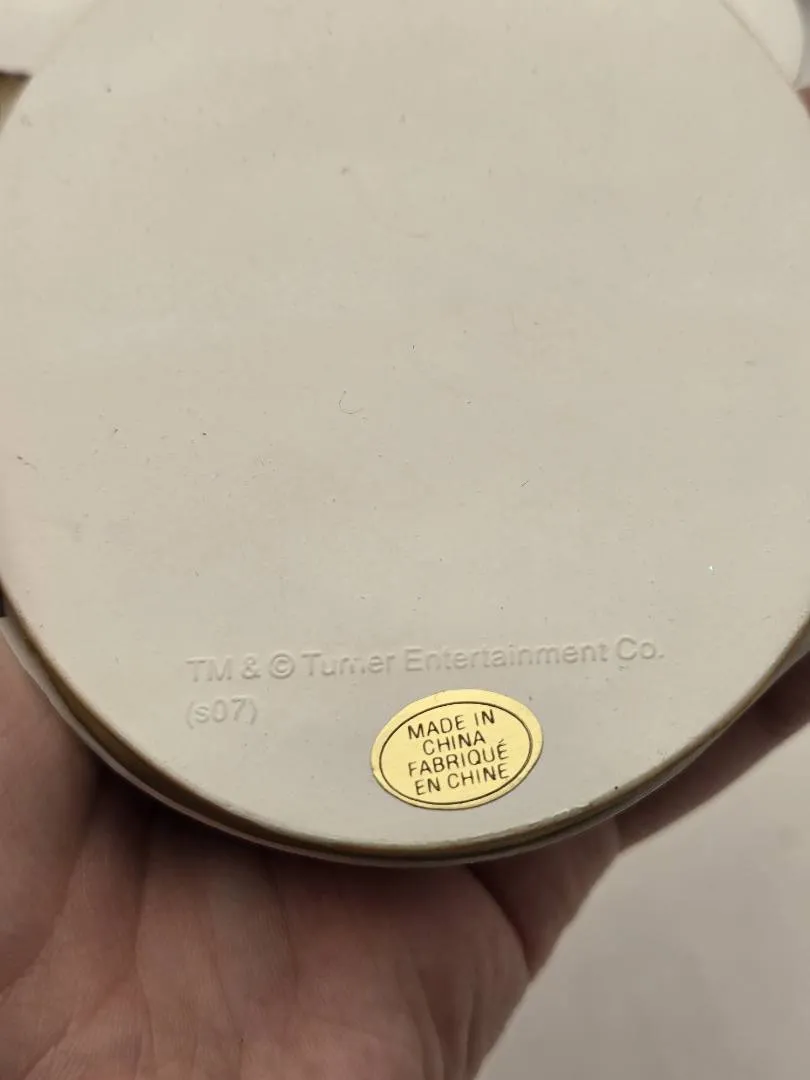 TM & © Turner Entertainment Co.
(s07)
MADE IN
CHINA
FABRIQUÉ
EN CHINE